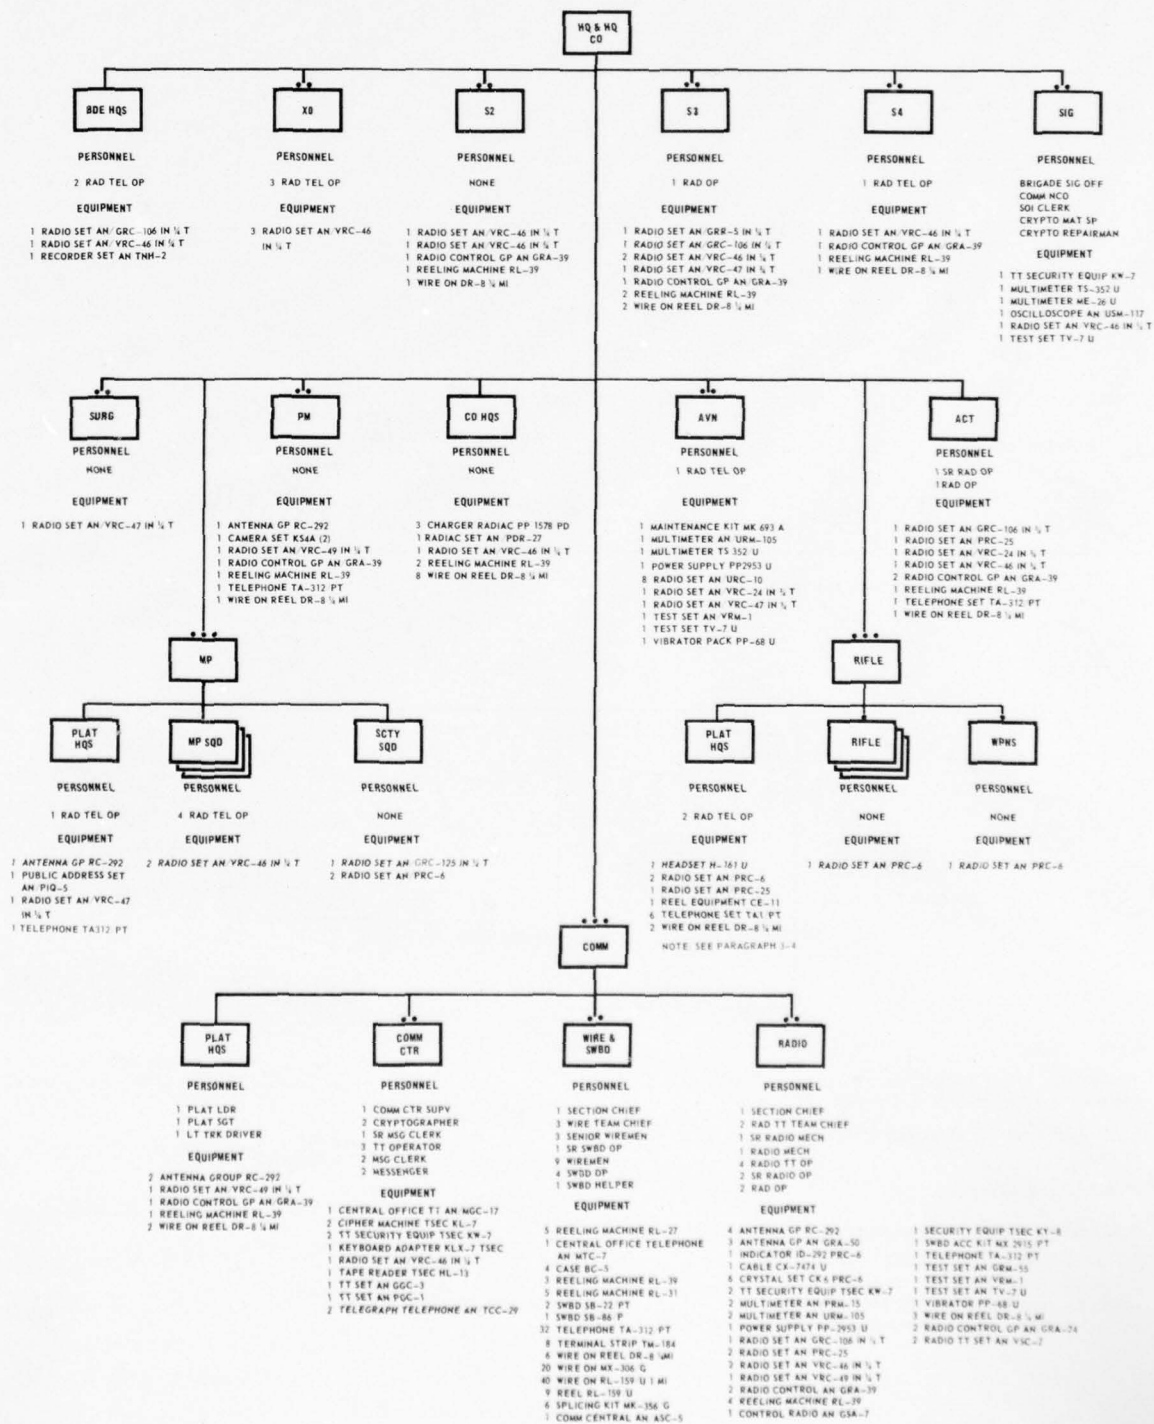 HQ & HQ
CO
BDE HQS
PERSONNEL
2 RAD TEL OP
EQUIPMENT
1 RADIO SET AN/GRC-106 IN ¼ T
1 RADIO SET AN/VRC-46 IN ¼ T
1 RECORDER SET AN TNH-2
XO
PERSONNEL
3 RAD TEL OP
EQUIPMENT
3 RADIO SET AN/VRC-46
IN ¼ T
S2
PERSONNEL
NONE
EQUIPMENT
1 RADIO SET AN/VRC-46 IN ¼ T
1 RADIO SET AN/VRC-46 IN ¼ T
1 RADIO CONTROL GP AN GRA-39
1 REELING MACHINE RL-39
1 WIRE ON REEL DR-8 ¼ MI
S3
PERSONNEL
1 RAD OP
EQUIPMENT
1 RADIO SET AN/GRR-5 IN ¼ T
1 RADIO SET AN/GRC-106 IN ¼ T
2 RADIO SET AN/VRC-46 IN ¼ T
1 RADIO SET AN/VRC-47 IN ¼ T
1 RADIO CONTROL GP AN/GRA-39
2 REELING MACHINE RL-39
2 WIRE ON REEL DR-8 ¼ MI
S4
PERSONNEL
1 RAD TEL OP
EQUIPMENT
1 RADIO SET AN VRC-46 IN ¼ T
1 RADIO CONTROL GP AN GRA-39
1 REELING MACHINE RL-39
1 WIRE ON REEL DR-8 ¼ MI
SIG
PERSONNEL
BRIGADE SIG OFF
COMM NCO
SOI CLERK
CRYPTO MAT SP
CRYPTO REPAIRMAN
EQUIPMENT
1 TT SECURITY EQUIP KW-7
1 MULTIMETER TS-352 U
1 MULTIMETER ME-26 U
1 OSCILLOSCOPE AN USM-117
1 RADIO SET AN VRC-46 IN ¼ T
1 TEST SET TV-7 U
SURG
PERSONNEL
NONE
EQUIPMENT
1 RADIO SET AN/VRC-47 IN ¼ T
PM
PERSONNEL
NONE
EQUIPMENT
1 ANTENNA GP RC-292
1 CAMERA SET KS4A (2)
1 RADIO SET AN/VRC-49 IN ¼ T
1 RADIO CONTROL GP AN GRA-39
1 REELING MACHINE RL-39
1 TELEPHONE TA-312 PT
1 WIRE ON REEL DR-8 ¼ MI
CO HQS
PERSONNEL
NONE
EQUIPMENT
3 CHARGER RADIAC PP 1578 PD
1 RADIAC SET AN PDR-27
1 RADIO SET AN VRC-46 IN ¼ T
2 REELING MACHINE RL-39
8 WIRE ON REEL DR-8 ¼ MI
AVN
PERSONNEL
1 RAD TEL OP
EQUIPMENT
1 MAINTENANCE KIT MK 693 A
1 MULTIMETER AN URM-105
1 MULTIMETER TS 352 U
1 POWER SUPPLY PP2953 U
8 RADIO SET AN URC-10
1 RADIO SET AN VRC-24 IN ¼ T
1 RADIO SET AN VRC-47 IN ¼ T
1 TEST SET AN VRM-1
1 TEST SET TV-7 U
1 VIBRATOR PACK PP-68 U
ACT
PERSONNEL
1 SR RAD OP
1 RAD OP
EQUIPMENT
1 RADIO SET AN GRC-106 IN ¼ T
1 RADIO SET AN PRC-25
1 RADIO SET AN VRC-24 IN ¼ T
1 RADIO SET AN VRC-46 IN ¼ T
2 RADIO CONTROL GP AN GRA-39
1 REELING MACHINE RL-39
1 TELEPHONE SET TA-312 PT
1 WIRE ON REEL DR-8 ¼ MI
MP
PLAT
HQS
PERSONNEL
1 RAD TEL OP
EQUIPMENT
1 ANTENNA GP RC-292
1 PUBLIC ADDRESS SET
AN PIQ-5
1 RADIO SET AN VRC-47
IN ¼ T
1 TELEPHONE TA312 PT
MP SQD
PERSONNEL
4 RAD TEL OP
EQUIPMENT
2 RADIO SET AN/VRC-46 IN ¼ T
SCTY
SQD
PERSONNEL
NONE
EQUIPMENT
1 RADIO SET AN GRC-125 IN ¼ T
2 RADIO SET AN PRC-6
RIFLE
PLAT
HQS
PERSONNEL
2 RAD TEL OP
EQUIPMENT
1 HEADSET H-161 U
2 RADIO SET AN PRC-6
1 RADIO SET AN PRC-25
1 REEL EQUIPMENT CE-11
6 TELEPHONE SET TA1 PT
2 WIRE ON REEL DR-8 ¼ MI
NOTE: SEE PARAGRAPH 3-4
RIFLE
PERSONNEL
NONE
EQUIPMENT
1 RADIO SET AN PRC-6
WPNS
PERSONNEL
NONE
EQUIPMENT
1 RADIO SET AN PRC-6
COMM
PLAT
HQS
PERSONNEL
1 PLAT LDR
1 PLAT SGT
1 LT TRK DRIVER
EQUIPMENT
2 ANTENNA GROUP RC-292
1 RADIO SET AN VRC-49 IN ¼ T
1 RADIO CONTROL GP AN GRA-39
1 REELING MACHINE RL-39
2 WIRE ON REEL DR-8 ¼ MI
COMM
CTR
PERSONNEL
1 COMM CTR SUPV
2 CRYPTOGRAPHER
1 SR MSG CLERK
3 TT OPERATOR
2 MSG CLERK
2 MESSENGER
EQUIPMENT
1 CENTRAL OFFICE TT AN MGC-17
2 CIPHER MACHINE TSEC KL-7
2 TT SECURITY EQUIP TSEC KW-7
1 KEYBOARD ADAPTER KLX-7 TSEC
1 RADIO SET AN VRC-46 IN ¼ T
1 TAPE READER TSEC HL-13
1 TT SET AN GGC-3
1 TT SET AN PGC-1
2 TELEGRAPH TELEPHONE AN TCC-29
WIRE &
SWBD
PERSONNEL
1 SECTION CHIEF
3 WIRE TEAM CHIEF
3 SENIOR WIREMEN
1 SR SWBD OP
9 WIREMEN
4 SWBD OP
1 SWBD HELPER
EQUIPMENT
5 REELING MACHINE RL-27
1 CENTRAL OFFICE TELEPHONE
AN MTC-7
4 CASE BC-5
3 REELING MACHINE RL-39
5 REELING MACHINE RL-31
2 SWBD SB-22 PT
1 SWBD SB-86 P
32 TELEPHONE TA-312 PT
8 TERMINAL STRIP TM-184
6 WIRE ON REEL DR-8 ¼ MI
20 WIRE ON MX-306 G
40 WIRE ON RL-159 U 1 MI
9 REEL RL-159 U
6 SPLICING KIT MK-356 G
1 COMM CENTRAL AN ASC-5
RADIO
PERSONNEL
1 SECTION CHIEF
2 RAD TT TEAM CHIEF
1 SR RADIO MECH
1 RADIO MECH
4 RADIO TT OP
2 SR RADIO OP
2 RAD OP
EQUIPMENT
4 ANTENNA GP RC-292
3 ANTENNA GP AN GRA-50
1 INDICATOR ID-292 PRC-6
1 CABLE CX-7474 U
6 CRYSTAL SET CK6 PRC-6
2 TT SECURITY EQUIP TSEC KW-7
2 MULTIMETER AN PRM-15
2 MULTIMETER AN URM-105
1 POWER SUPPLY PP-2953 U
1 RADIO SET AN GRC-106 IN ¼ T
2 RADIO SET AN PRC-25
2 RADIO SET AN VRC-46 IN ¼ T
1 RADIO SET AN VRC-49 IN ¼ T
2 RADIO CONTROL AN GRA-39
4 REELING MACHINE RL-39
1 CONTROL RADIO AN GSA-7
1 SECURITY EQUIP TSEC KY-8
1 SWBD ACC KIT MX 2915 PT
1 TELEPHONE TA-312 PT
1 TEST SET AN GRM-55
1 TEST SET AN VRM-1
1 TEST SET AN TV-7 U
1 VIBRATOR PP-68 U
3 WIRE ON REEL DR-8 ¼ MI
2 RADIO CONTROL GP AN GRA-74
2 RADIO TT SET AN VSC-2